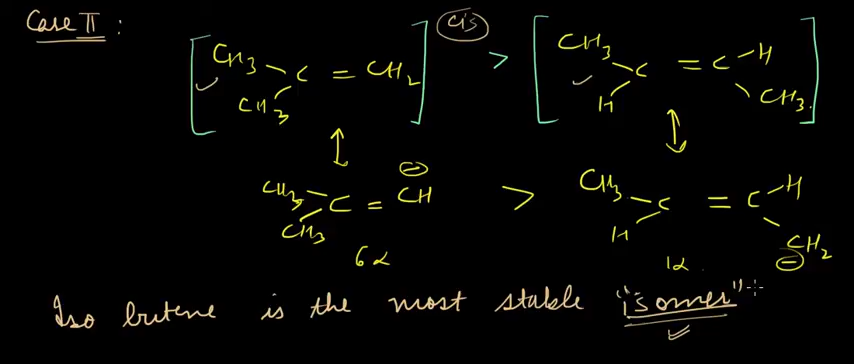 Case II :
cis
CH3 CH3 C = CH2 > CH3 H C = C H CH3
⊖
CH3 CH3 C = CH > CH3 H C = C H CH2
⊖
6α 1α
Iso butene is the most stable "isomer"